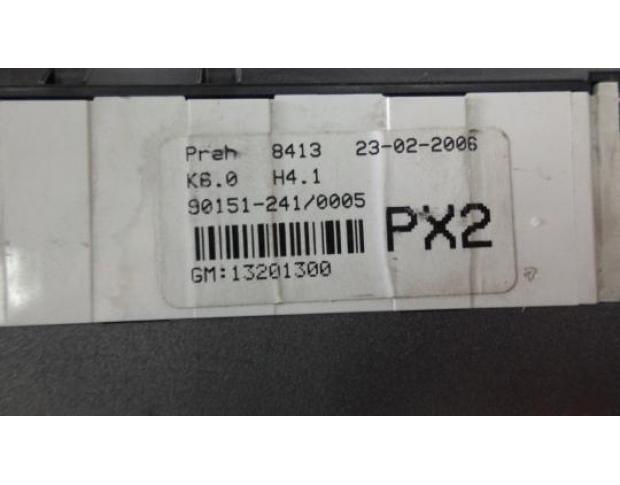 Preh 8413 23-02-2006
K6.0 H4.1
90151-241/0005
PX2
GM:13201300